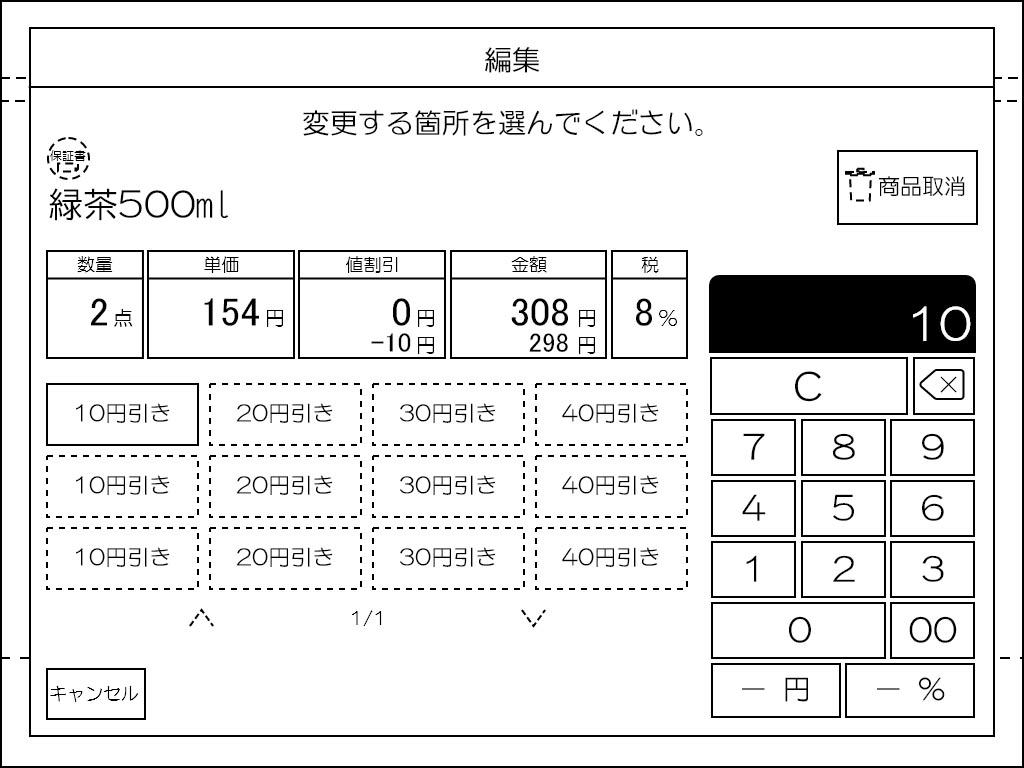 編集
変更する箇所を選んでください。
保証書
緑茶500ml
商品取消
数量 単価 値割引 金額 税
2点 154円 0円 308円 8%
-10円 298円
10
10円引き 20円引き 30円引き 40円引き
10円引き 20円引き 30円引き 40円引き
10円引き 20円引き 30円引き 40円引き
1/1
キャンセル
C
7 8 9
4 5 6
1 2 3
0 00
― 円 ― %